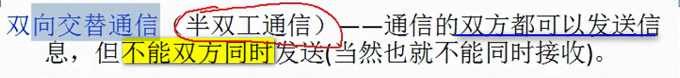 双向交替通信（半双工通信）——通信的双方都可以发送信
息，但不能双方同时发送(当然也就不能同时接收)。